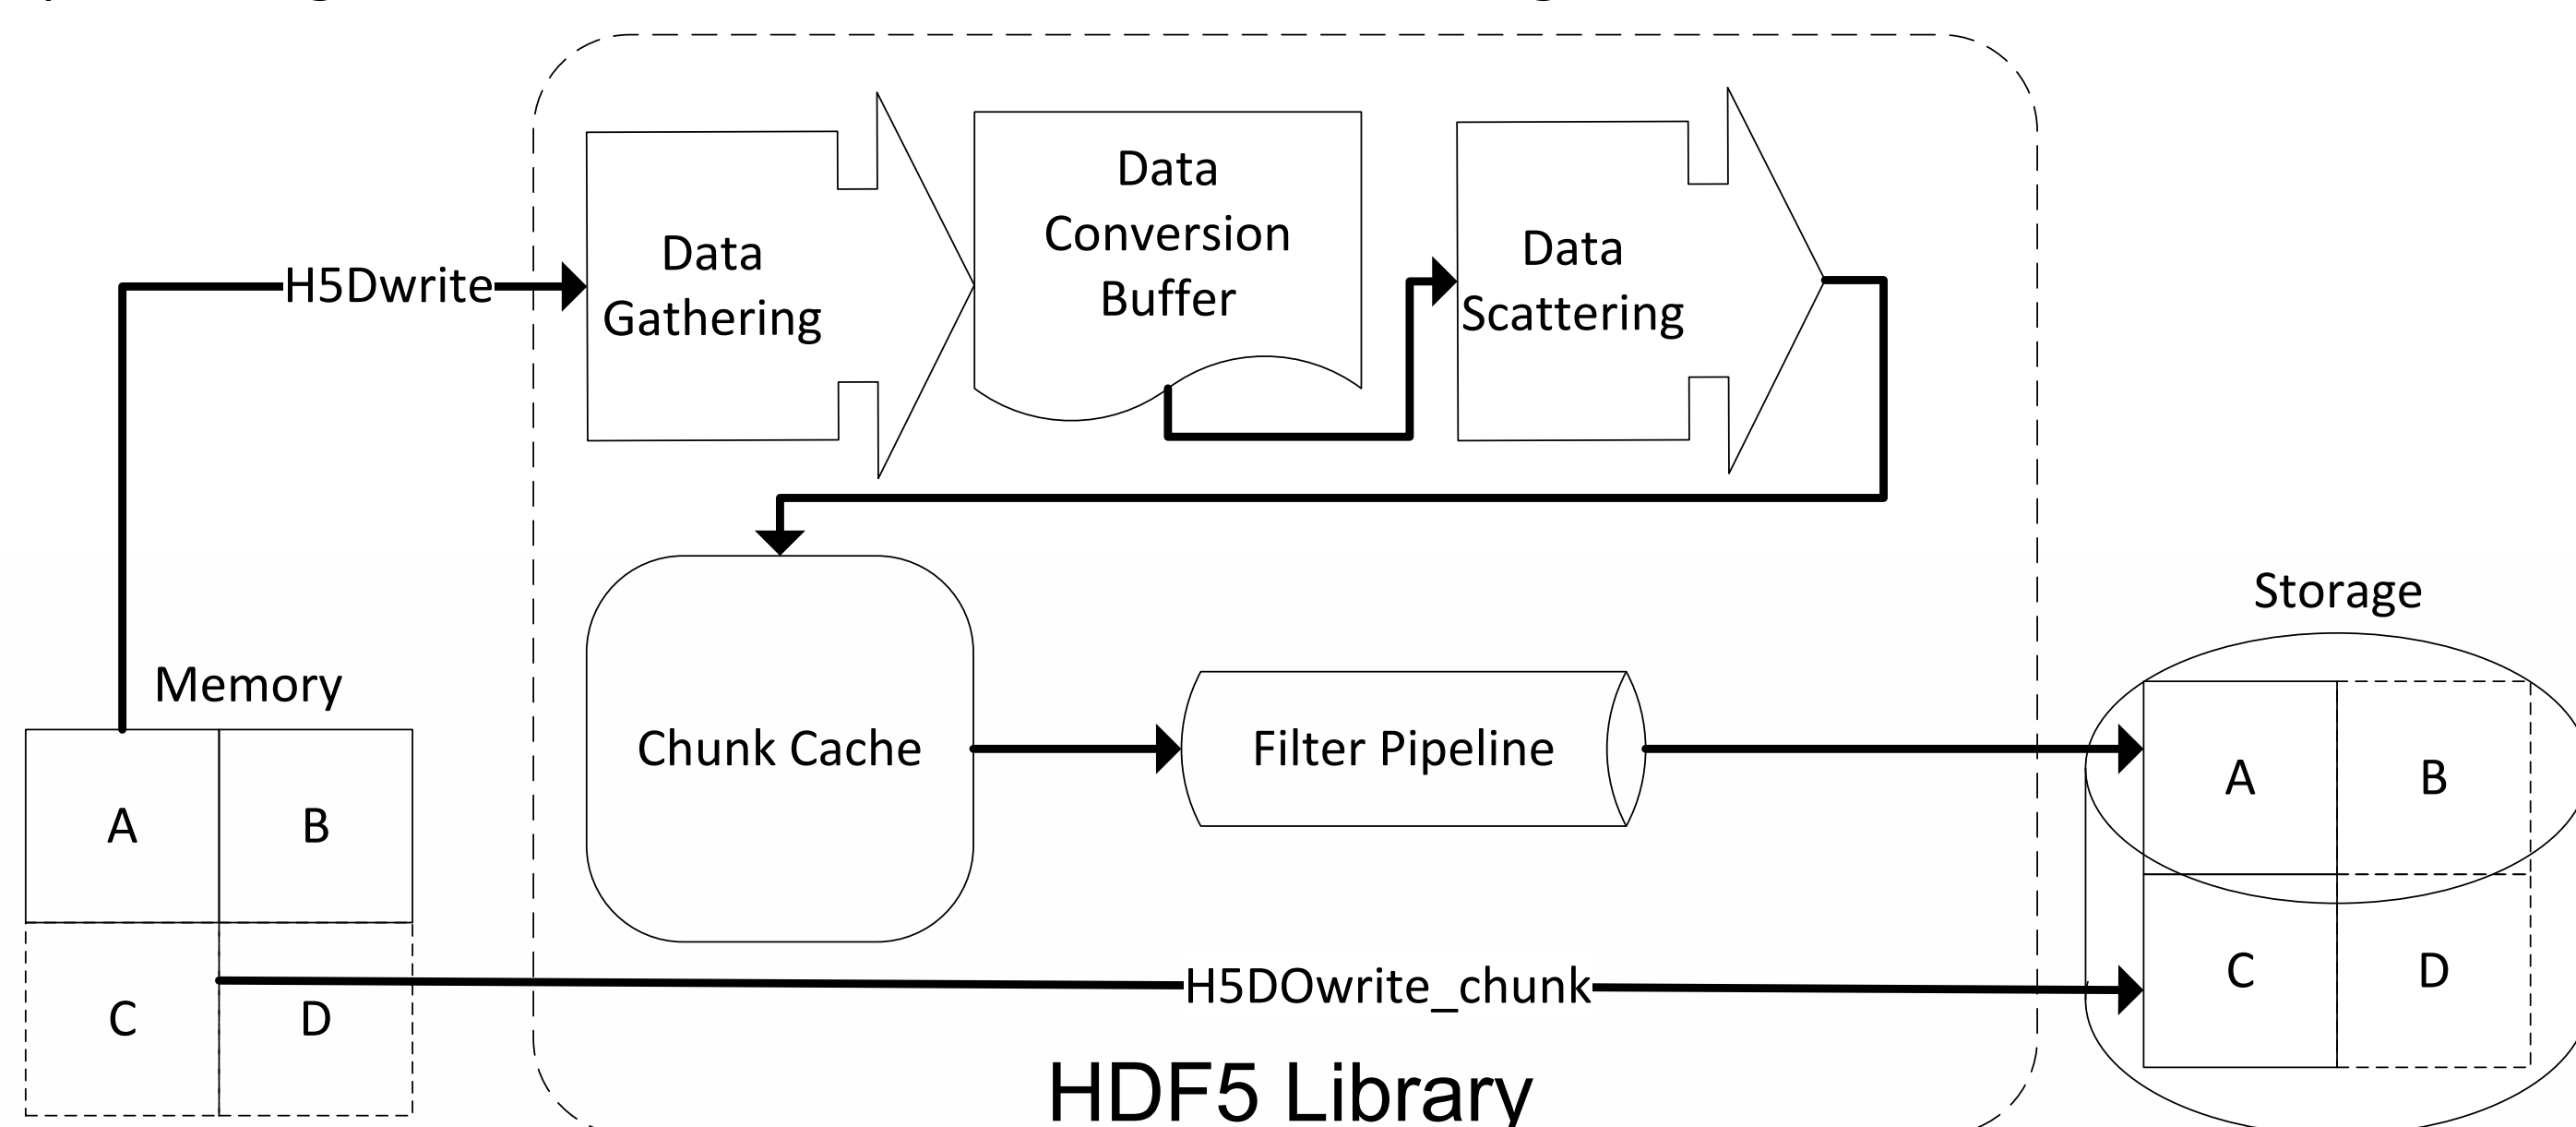 Data
Gathering
Data
Conversion
Buffer
Data
Scattering
H5Dwrite
Storage
Memory
Chunk Cache
Filter Pipeline
A
B
A
B
C
D
H5DOwrite_chunk
C
D
HDF5 Library